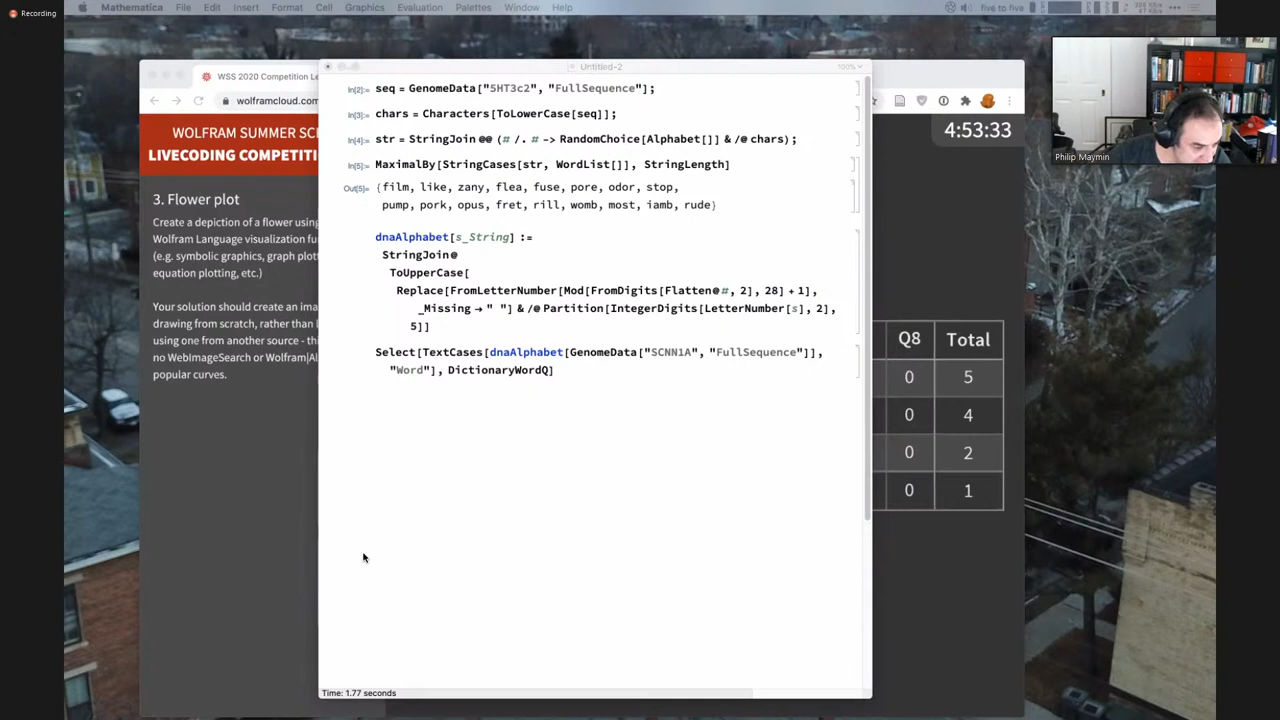 Recording
Mathematica File Edit Insert Format Cell Graphics Evaluation Palettes Window Help
five to five
WSS 2020 Competition Le
wolframcloud.com
WOLFRAM SUMMER SC
LIVECODING COMPETITI
3. Flower plot
Create a depiction of a flower using
Wolfram Language visualization fu
(e.g. symbolic graphics, graph plott
equation plotting, etc.)
Your solution should create an ima
drawing from scratch, rather than
using one from another source - th
no WebImageSearch or Wolfram|Al
popular curves.
Untitled-2
100%
In[2]:= seq = GenomeData["5HT3c2", "FullSequence"];
In[3]:= chars = Characters[ToLowerCase[seq]];
In[4]:= str = StringJoin @@ (# /. # -> RandomChoice[Alphabet[]] & /@ chars);
In[5]:= MaximalBy[StringCases[str, WordList[]], StringLength]
Out[5]= {film, like, zany, flea, fuse, pore, odor, stop,
pump, pork, opus, fret, rill, womb, most, iamb, rude}
dnaAlphabet[s_String] :=
StringJoin@
ToUpperCase[
Replace[FromLetterNumber[Mod[FromDigits[Flatten@#, 2], 28] + 1],
_Missing → " "] & /@ Partition[IntegerDigits[LetterNumber[s], 2],
5]]
Select[TextCases[dnaAlphabet[GenomeData["SCNN1A", "FullSequence"]],
"Word"], DictionaryWordQ]
Time: 1.77 seconds
4:53:33
Q8 Total
0 5
0 4
0 2
0 1
Philip Maymin